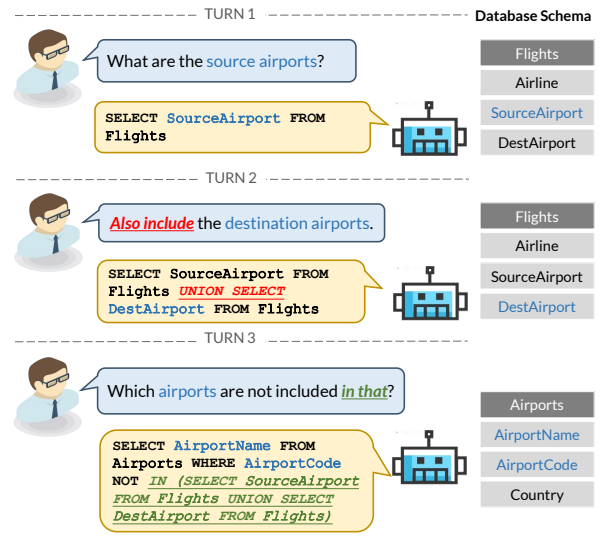 TURN 1
Database Schema
What are the source airports?
SELECT SourceAirport FROM
Flights
Flights
Airline
SourceAirport
DestAirport
TURN 2
Also include the destination airports.
SELECT SourceAirport FROM
Flights UNION SELECT
DestAirport FROM Flights
Flights
Airline
SourceAirport
DestAirport
TURN 3
Which airports are not included in that?
SELECT AirportName FROM
Airports WHERE AirportCode
NOT IN (SELECT SourceAirport
FROM Flights UNION SELECT
DestAirport FROM Flights)
Airports
AirportName
AirportCode
Country